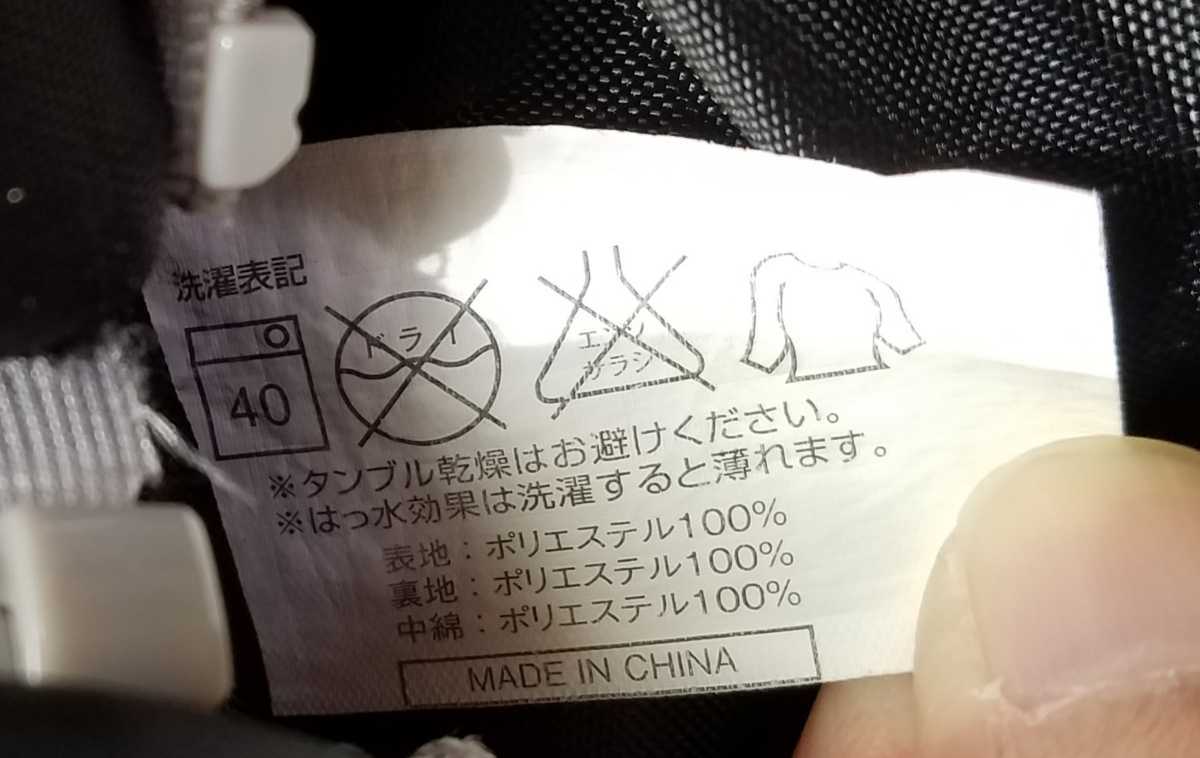 洗濯表記
40
ドライ
エンソ
サラシ
※タンブル乾燥はお避けください。
※はっ水効果は洗濯すると薄れます。
表地：ポリエステル100%
裏地：ポリエステル100%
中綿：ポリエステル100%
MADE IN CHINA